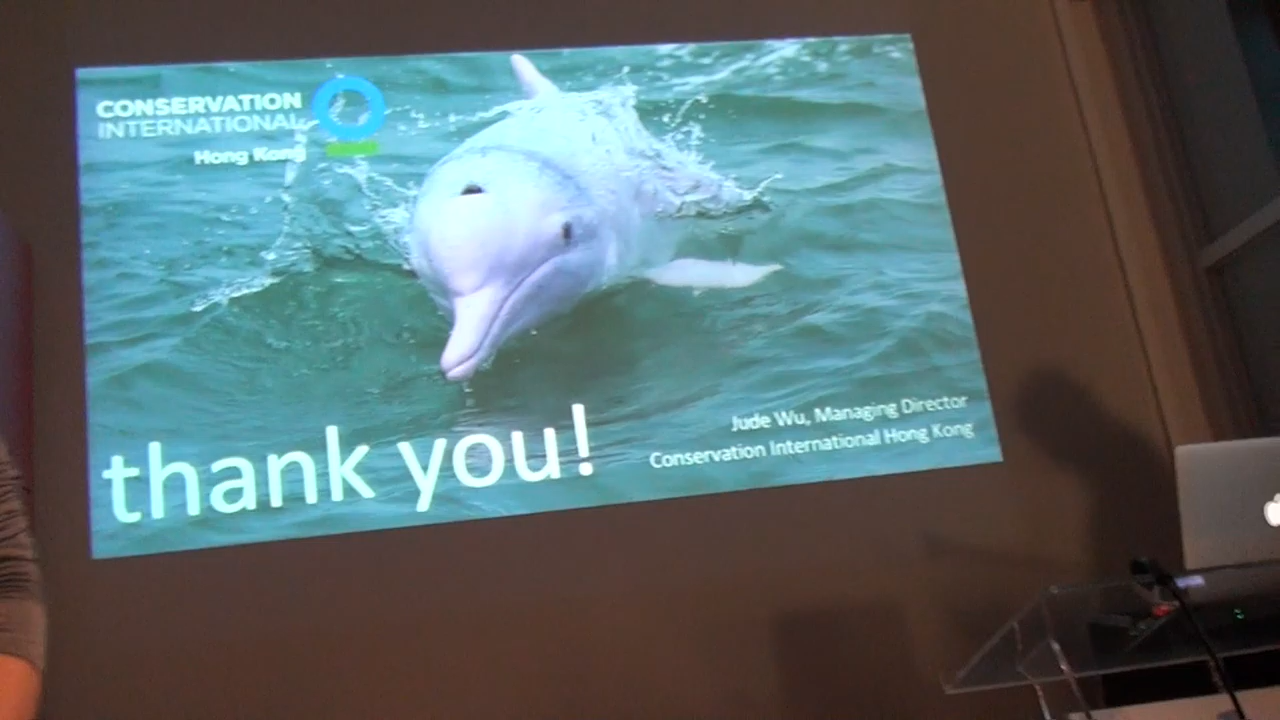 CONSERVATION
INTERNATIONAL
Hong Kong
thank you!
Jude Wu, Managing Director
Conservation International Hong Kong